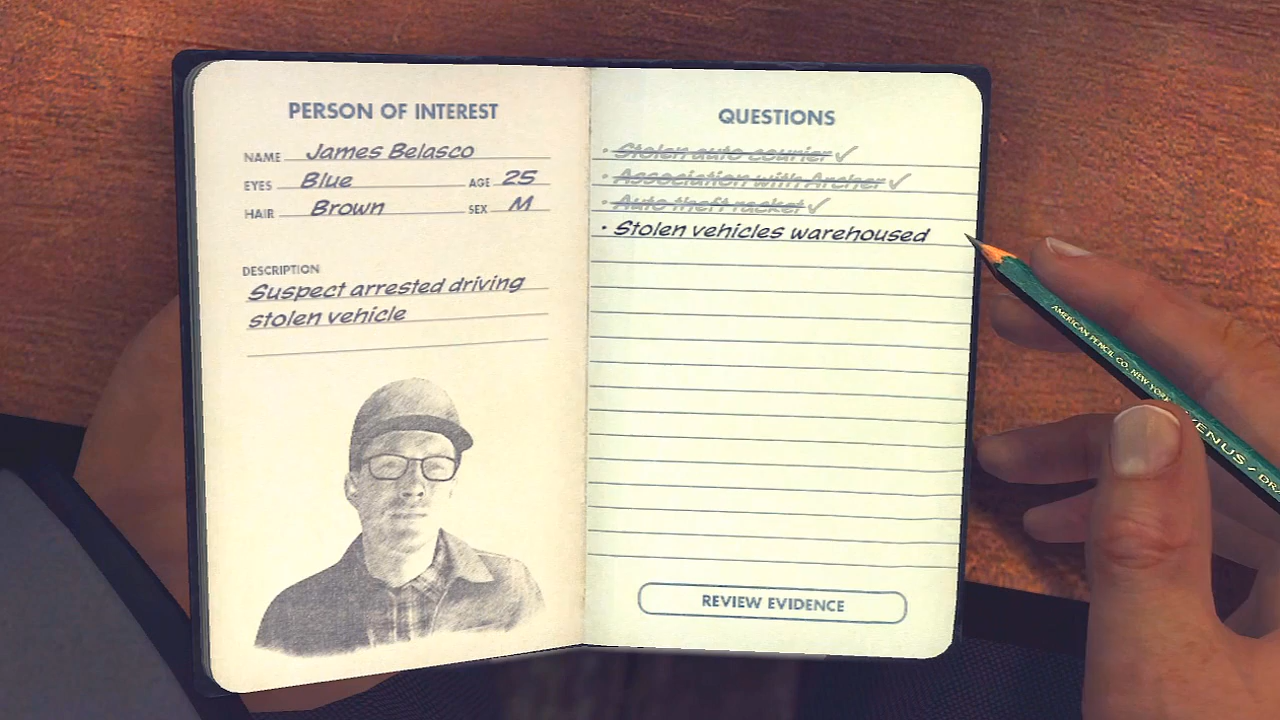 PERSON OF INTEREST
NAME James Belasco
EYES Blue AGE 25
HAIR Brown SEX M
DESCRIPTION
Suspect arrested driving
stolen vehicle
QUESTIONS
· Stolen auto courier ✓
· Association with Archer ✓
· Auto theft racket ✓
· Stolen vehicles warehoused
REVIEW EVIDENCE
AMERICAN PENCIL CO. NEW YORK VENUS / DRA